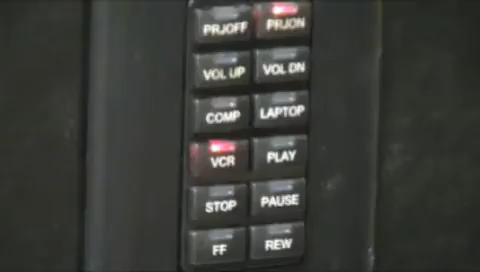 PRJOFF PRJON
VOL UP VOL DN
COMP LAPTOP
VCR PLAY
STOP PAUSE
FF REW